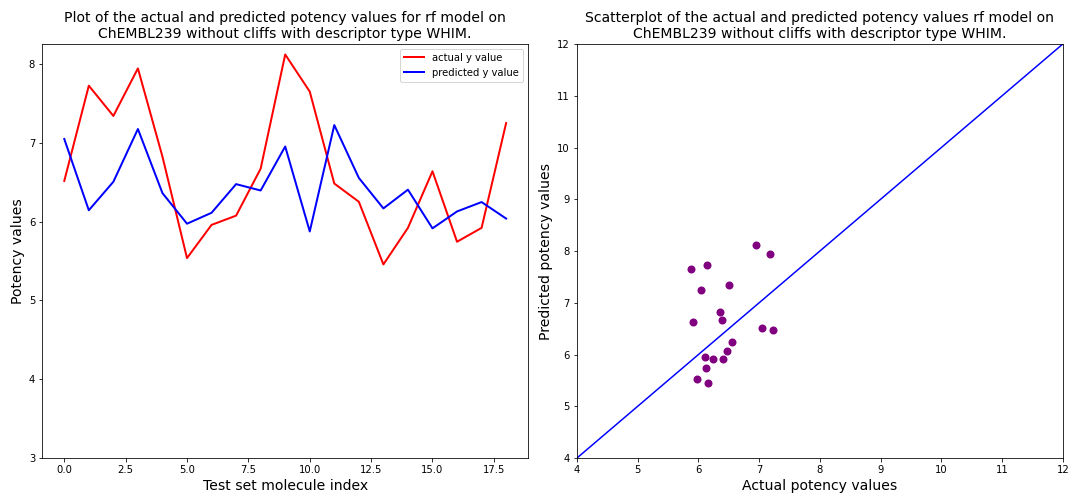 Plot of the actual and predicted potency values for rf model on
ChEMBL239 without cliffs with descriptor type WHIM.
actual y value
predicted y value
8
7
6
5
4
3
Potency values
0.0 2.5 5.0 7.5 10.0 12.5 15.0 17.5
Test set molecule index
Scatterplot of the actual and predicted potency values rf model on
ChEMBL239 without cliffs with descriptor type WHIM.
12
11
10
9
8
7
6
5
4
Predicted potency values
4 5 6 7 8 9 10 11 12
Actual potency values